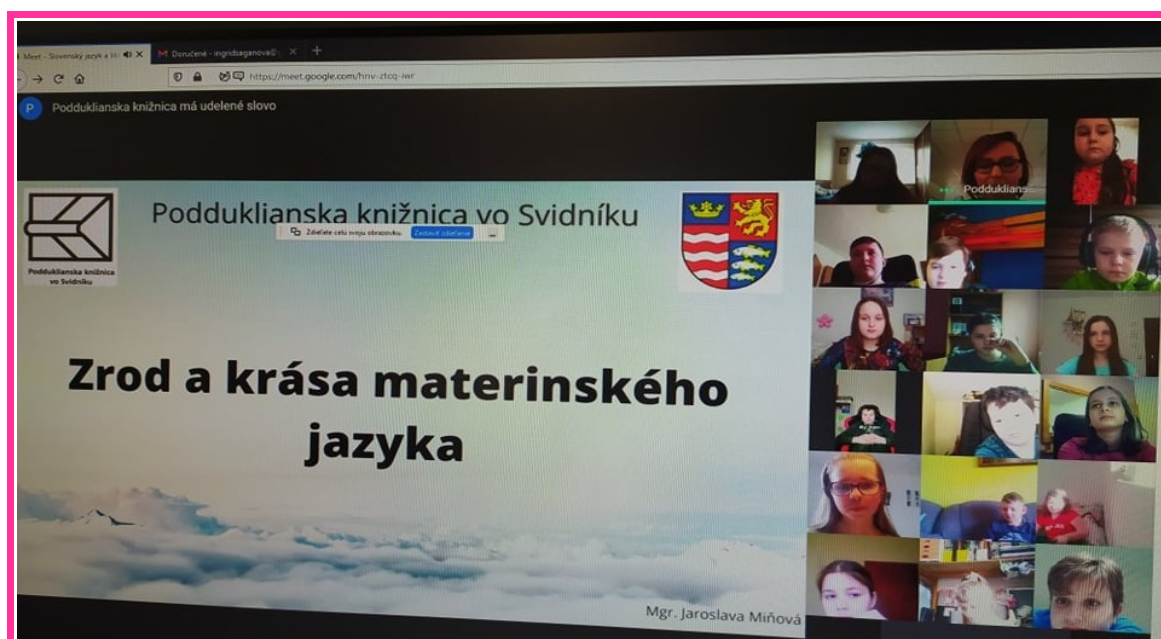 Meet - Slovenský jazyk a lit
Doručené - ingridsaganova@
https://meet.google.com/hnv-ztcq-iwr
P Podduklianska knižnica má udelené slovo
Podduklians...
Podduklianska knižnica vo Svidníku
Zdieľate celú svoju obrazovku. Zastaviť zdieľanie
Podduklianska knižnica
vo Svidníku
Zrod a krása materinského
jazyka
Mgr. Jaroslava Miňová